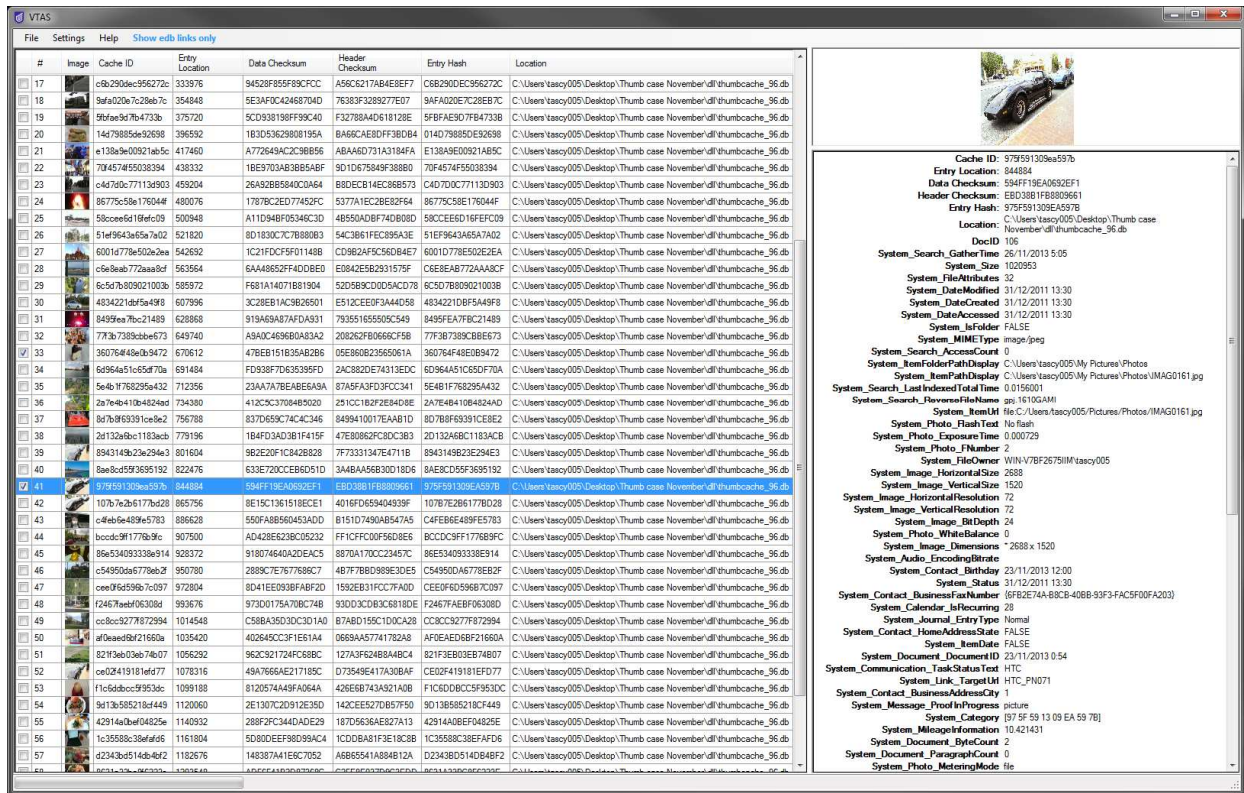 VTAS
File Settings Help Show edb links only
# Image Cache ID Entry Location Data Checksum Header Checksum Entry Hash Location
17 c6b290dec956272c 333976 94528F855F89CFCC A56C6217AB4E8EF7 C6B290DEC956272C C:\Users\tascy005\Desktop\Thumb case November\dll\thumbcache_96.db
18 9afa020e7c28eb7c 354848 5E3AF0C42468704D 76383F3289277E07 9AFA020E7C28EB7C C:\Users\tascy005\Desktop\Thumb case November\dll\thumbcache_96.db
19 5fbfae9d7fb4733b 375720 5CD938198FF99C40 F32788A4D618128E 5FBFAE9D7FB4733B C:\Users\tascy005\Desktop\Thumb case November\dll\thumbcache_96.db
20 14d79885de92698 396592 1B3D53629808195A BA66CAE8DFF3BDB4 014D79885DE92698 C:\Users\tascy005\Desktop\Thumb case November\dll\thumbcache_96.db
21 e138a9e00921ab5c 417460 A772649AC2C9BB56 ABAA6D731A3184FA E138A9E00921AB5C C:\Users\tascy005\Desktop\Thumb case November\dll\thumbcache_96.db
22 70f4574f55038394 438332 1BE9703AB3BB5ABF 9D1D675849F388B0 70F4574F55038394 C:\Users\tascy005\Desktop\Thumb case November\dll\thumbcache_96.db
23 c4d7d0c77113d903 459204 26A92BB5840C0A64 B8DECB14EC86B573 C4D7D0C77113D903 C:\Users\tascy005\Desktop\Thumb case November\dll\thumbcache_96.db
24 86775c58e176044f 480076 1787BC2ED77452FC 5377A1EC2BE82F64 86775C58E176044F C:\Users\tascy005\Desktop\Thumb case November\dll\thumbcache_96.db
25 58ccee6d16fefc09 500948 A11D94BF05346C3D 4B550ADBF74DB08D 58CCEE6D16FEFC09 C:\Users\tascy005\Desktop\Thumb case November\dll\thumbcache_96.db
26 51ef9643a65a7a02 521820 8D1830C7C7B880B3 54C3B61FEC895A3E 51EF9643A65A7A02 C:\Users\tascy005\Desktop\Thumb case November\dll\thumbcache_96.db
27 6001d778e502e2ea 542692 1C21FDCF5F01148B CD9B2AF5C56DB4E7 6001D778E502E2EA C:\Users\tascy005\Desktop\Thumb case November\dll\thumbcache_96.db
28 c6e8eab772aaa8cf 563564 6AA48652FF4DDBE0 E0842E5B2931575F C6E8EAB772AAA8CF C:\Users\tascy005\Desktop\Thumb case November\dll\thumbcache_96.db
29 6c5d7b809021003b 585972 F681A14071B81904 52D5B9CD0D5ACD78 6C5D7B809021003B C:\Users\tascy005\Desktop\Thumb case November\dll\thumbcache_96.db
30 4834221dbf5a49f8 607996 3C28EB1AC9B26501 E512CEE0F3A44D58 4834221DBF5A49F8 C:\Users\tascy005\Desktop\Thumb case November\dll\thumbcache_96.db
31 8495fea7fbc21489 628868 919A69A87AFDA931 793551655505C549 8495FEA7FBC21489 C:\Users\tascy005\Desktop\Thumb case November\dll\thumbcache_96.db
32 77f3b7389cbbe673 649740 A9A0C4696B0A83A2 208262FB0666CF5B 77F3B7389CBBE673 C:\Users\tascy005\Desktop\Thumb case November\dll\thumbcache_96.db
33 360764f48e0b9472 670612 47BEB151B35AB2B6 05E860B23565061A 360764F48E0B9472 C:\Users\tascy005\Desktop\Thumb case November\dll\thumbcache_96.db
34 6d964a51c65df70a 691484 FD938F7D635395FD 2AC882DE74313EDC 6D964A51C65DF70A C:\Users\tascy005\Desktop\Thumb case November\dll\thumbcache_96.db
35 5e4b1f768295a432 712356 23AA7A7BEABE6A9A 87A5FA3FD3FCC341 5E4B1F768295A432 C:\Users\tascy005\Desktop\Thumb case November\dll\thumbcache_96.db
36 2a7e4b410b4824ad 734380 412C5C37084B5020 251CC1B2F2E84D8E 2A7E4B410B4824AD C:\Users\tascy005\Desktop\Thumb case November\dll\thumbcache_96.db
37 8d7b8f69391ce8e2 756788 837D659C74C4C346 8499410017EAAB1D 8D7B8F69391CE8E2 C:\Users\tascy005\Desktop\Thumb case November\dll\thumbcache_96.db
38 2d132a6bc1183acb 779196 1B4FD3AD3B1F415F 47E80862FC8DC3B3 2D132A6BC1183ACB C:\Users\tascy005\Desktop\Thumb case November\dll\thumbcache_96.db
39 8943149b23e294e3 801604 9B2E20F1C842B828 7F73331347E4711B 8943149B23E294E3 C:\Users\tascy005\Desktop\Thumb case November\dll\thumbcache_96.db
40 8ae8cd55f3695192 822476 633E720CCEB6D51D 3A4BAA56B30D18D6 8AE8CD55F3695192 C:\Users\tascy005\Desktop\Thumb case November\dll\thumbcache_96.db
41 975f591309ea597b 844884 594FF19EA0692EF1 EBD38B1FB8809661 975F591309EA597B C:\Users\tascy005\Desktop\Thumb case November\dll\thumbcache_96.db
42 107b7e2b6177bd28 865756 8E15C1361518ECE1 4016FD659404939F 107B7E2B6177BD28 C:\Users\tascy005\Desktop\Thumb case November\dll\thumbcache_96.db
43 c4feb6e489fe5783 886628 550FA8B560453ADD B151D7490AB547A5 C4FEB6E489FE5783 C:\Users\tascy005\Desktop\Thumb case November\dll\thumbcache_96.db
44 bccdc9ff1776b9fc 907500 AD428E623BC05232 FF1CFFC00F56D8E6 BCCDC9FF1776B9FC C:\Users\tascy005\Desktop\Thumb case November\dll\thumbcache_96.db
45 86e534093338e914 928372 918074640A2DEAC5 8870A170CC23457C 86E534093338E914 C:\Users\tascy005\Desktop\Thumb case November\dll\thumbcache_96.db
46 c54950da6778eb2f 950780 2889C7E7677686C7 4B7F7BBD989E3DE5 C54950DA6778EB2F C:\Users\tascy005\Desktop\Thumb case November\dll\thumbcache_96.db
47 cee0f6d596b7c097 972804 8D41EE093BFABF2D 1592EB31FCC7FA0D CEE0F6D596B7C097 C:\Users\tascy005\Desktop\Thumb case November\dll\thumbcache_96.db
48 f2467faebf06308d 993676 973D0175A70BC74B 93DD3CDB3C6818DE F2467FAEBF06308D C:\Users\tascy005\Desktop\Thumb case November\dll\thumbcache_96.db
49 cc8cc9277f872994 1014548 C58BA35D3DC3D1A0 B7ABD155C1D0CA28 CC8CC9277F872994 C:\Users\tascy005\Desktop\Thumb case November\dll\thumbcache_96.db
50 af0eaed6bf21660a 1035420 402645CC3F1E61A4 0669AA57741782A8 AF0EAED6BF21660A C:\Users\tascy005\Desktop\Thumb case November\dll\thumbcache_96.db
51 821f3eb03eb74b07 1056292 962C921724FC68BC 127A3F624B8A4BC4 821F3EB03EB74B07 C:\Users\tascy005\Desktop\Thumb case November\dll\thumbcache_96.db
52 ce02f419181efd77 1078316 49A7666AE217185C D73549E417A30BAF CE02F419181EFD77 C:\Users\tascy005\Desktop\Thumb case November\dll\thumbcache_96.db
53 f1c6ddbcc5f953dc 1099188 8120574A49FA064A 426E6B743A921A0B F1C6DDBCC5F953DC C:\Users\tascy005\Desktop\Thumb case November\dll\thumbcache_96.db
54 9d13b585218cf449 1120060 2E1307C2D912E35D 142CEE527DB57F50 9D13B585218CF449 C:\Users\tascy005\Desktop\Thumb case November\dll\thumbcache_96.db
55 42914a0bef04825e 1140932 288F2FC344DADE29 187D5636AE827A13 42914A0BEF04825E C:\Users\tascy005\Desktop\Thumb case November\dll\thumbcache_96.db
56 1c35588c38efafd6 1161804 5D80DEEF98D99AC4 1CDDBA81F3E18C8B 1C35588C38EFAFD6 C:\Users\tascy005\Desktop\Thumb case November\dll\thumbcache_96.db
57 d2343bd514db4bf2 1182676 148387A41E6C7052 A6B65541A884B12A D2343BD514DB4BF2 C:\Users\tascy005\Desktop\Thumb case November\dll\thumbcache_96.db
Cache ID: 975f591309ea597b
Entry Location: 844884
Data Checksum: 594FF19EA0692EF1
Header Checksum: EBD38B1FB8809661
Entry Hash: 975F591309EA597B
Location: C:\Users\tascy005\Desktop\Thumb case
November\dll\thumbcache_96.db
DocID 106
System_Search_GatherTime 26/11/2013 5:05
System_Size 1020953
System_FileAttributes 32
System_DateModified 31/12/2011 13:30
System_DateCreated 31/12/2011 13:30
System_DateAccessed 31/12/2011 13:30
System_IsFolder FALSE
System_MIMEType image/jpeg
System_Search_AccessCount 0
System_ItemFolderPathDisplay C:\Users\tascy005\My Pictures\Photos
System_ItemPathDisplay C:\Users\tascy005\My Pictures\Photos\IMAG0161.jpg
System_Search_LastIndexedTotalTime 0.0156001
System_Search_ReverseFileName gpj.1610GAMI
System_ItemUrl file:C:/Users/tascy005/Pictures/Photos/IMAG0161.jpg
System_Photo_FlashText No flash
System_Photo_ExposureTime 0.000729
System_Photo_FNumber 2
System_FileOwner WIN-V7BF2675IIM\tascy005
System_Image_HorizontalSize 2688
System_Image_VerticalSize 1520
System_Image_HorizontalResolution 72
System_Image_VerticalResolution 72
System_Image_BitDepth 24
System_Photo_WhiteBalance 0
System_Image_Dimensions "2688 x 1520
System_Audio_EncodingBitrate
System_Contact_Birthday 23/11/2013 12:00
System_Status 31/12/2011 13:30
System_Contact_BusinessFaxNumber {6FB2E74A-B8CB-40BB-93F3-FAC5F00FA203}
System_Calendar_IsRecurring 28
System_Journal_EntryType Normal
System_Contact_HomeAddressState FALSE
System_ItemDate FALSE
System_Document_DocumentID 23/11/2013 0:54
System_Communication_TaskStatusText HTC
System_Link_TargetUrl HTC_PN071
System_Contact_BusinessAddressCity 1
System_Message_ProofInProgress picture
System_Category [97 5F 59 13 09 EA 59 7B]
System_MileageInformation 10.421431
System_Document_ByteCount 2
System_Document_ParagraphCount 0
System_Photo_MeteringMode file